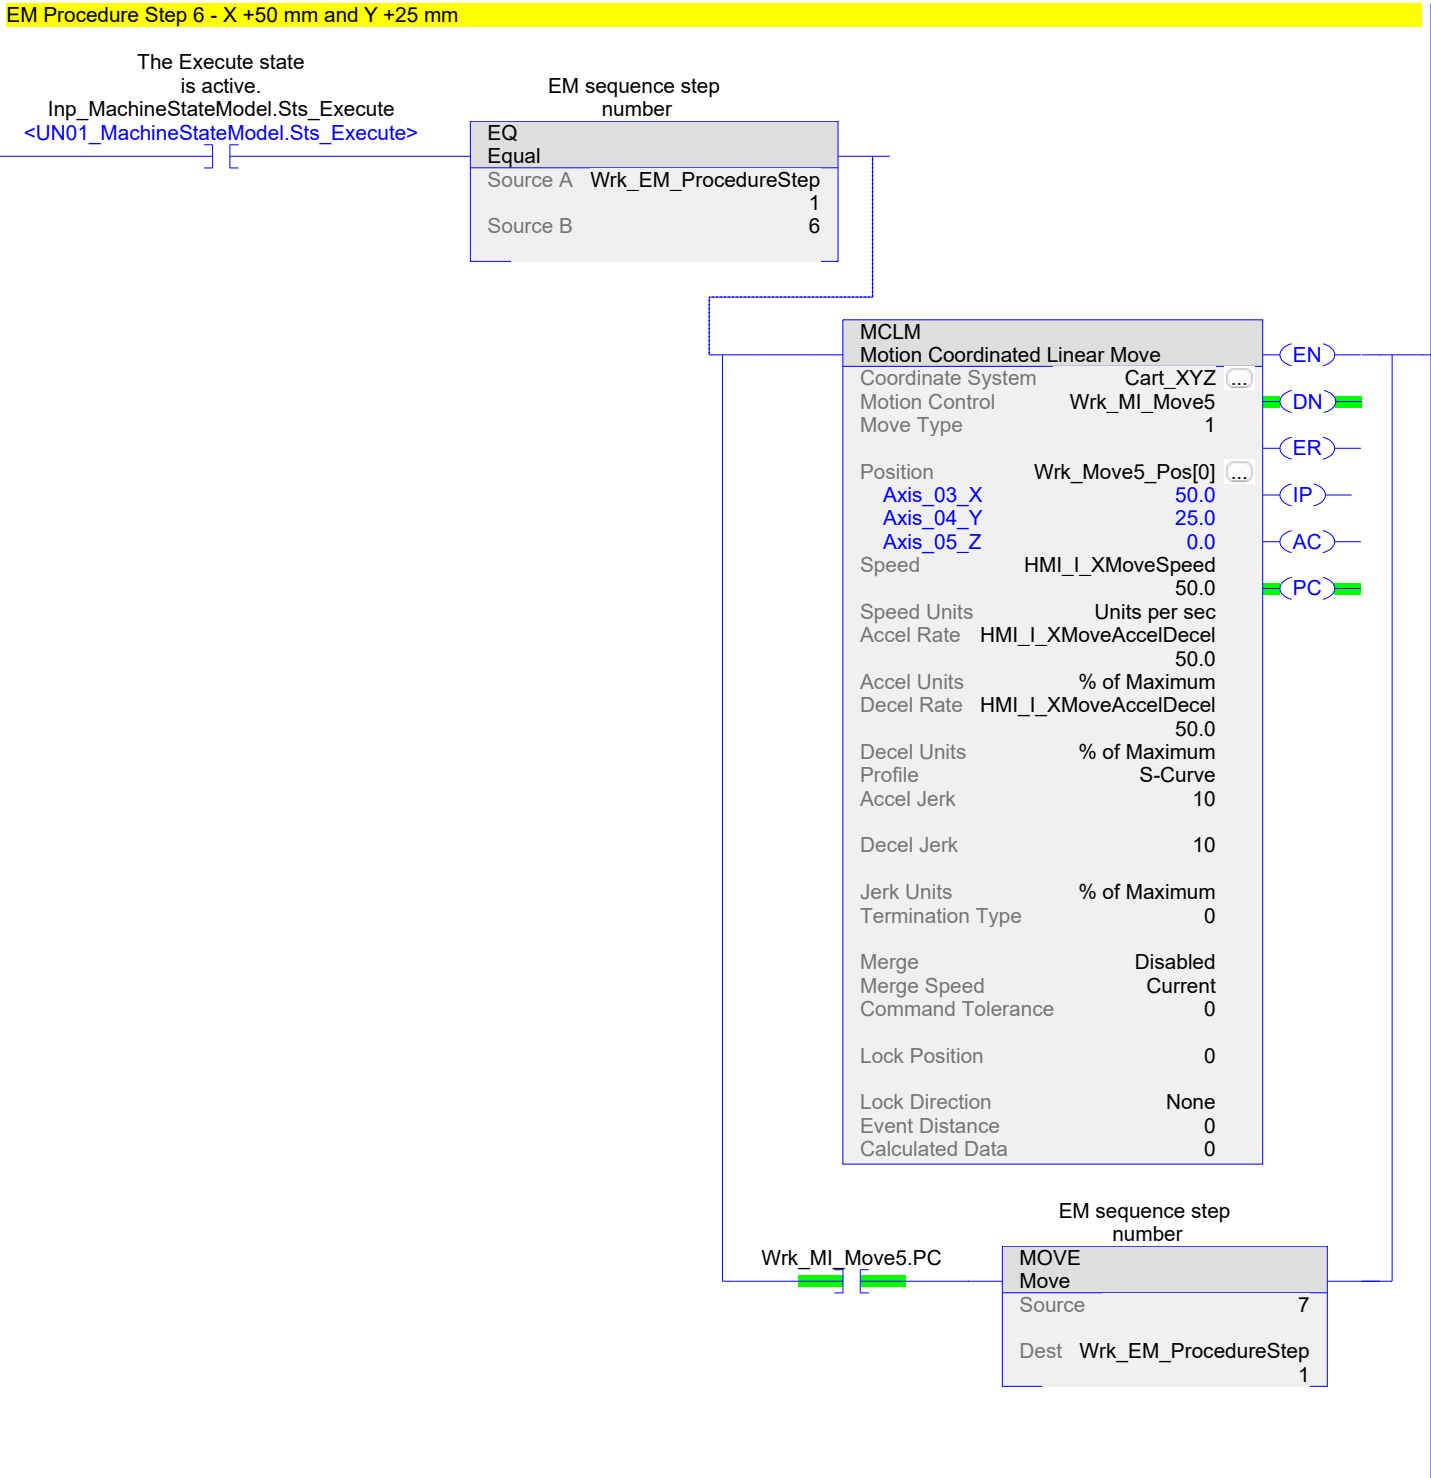 EM Procedure Step 6 - X +50 mm and Y +25 mm
The Execute state
is active.
Inp_MachineStateModel.Sts_Execute
<UN01_MachineStateModel.Sts_Execute>
EM sequence step
number
EQ
Equal
Source A Wrk_EM_ProcedureStep
1
Source B 6
MCLM
Motion Coordinated Linear Move
Coordinate System Cart_XYZ ...
Motion Control Wrk_MI_Move5
Move Type 1
Position Wrk_Move5_Pos[0] ...
Axis_03_X 50.0
Axis_04_Y 25.0
Axis_05_Z 0.0
Speed HMI_I_XMoveSpeed
50.0
Speed Units Units per sec
Accel Rate HMI_I_XMoveAccelDecel
50.0
Accel Units % of Maximum
Decel Rate HMI_I_XMoveAccelDecel
50.0
Decel Units % of Maximum
Profile S-Curve
Accel Jerk 10
Decel Jerk 10
Jerk Units % of Maximum
Termination Type 0
Merge Disabled
Merge Speed Current
Command Tolerance 0
Lock Position 0
Lock Direction None
Event Distance 0
Calculated Data 0
EN
DN
ER
IP
AC
PC
Wrk_MI_Move5.PC
EM sequence step
number
MOVE
Move
Source 7
Dest Wrk_EM_ProcedureStep
1